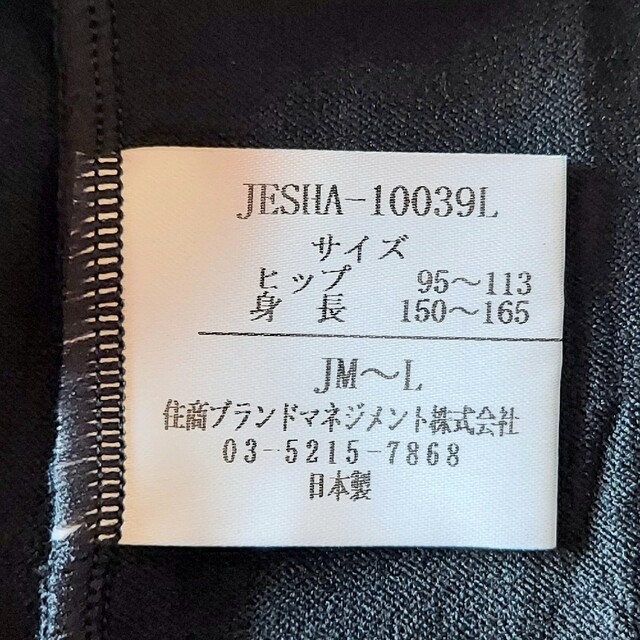 JESHA-10039L
サイズ
ヒップ 95〜113
身 長 150〜165
JM〜L
住商ブランドマネジメント株式会社
03-5215-7868
日本製